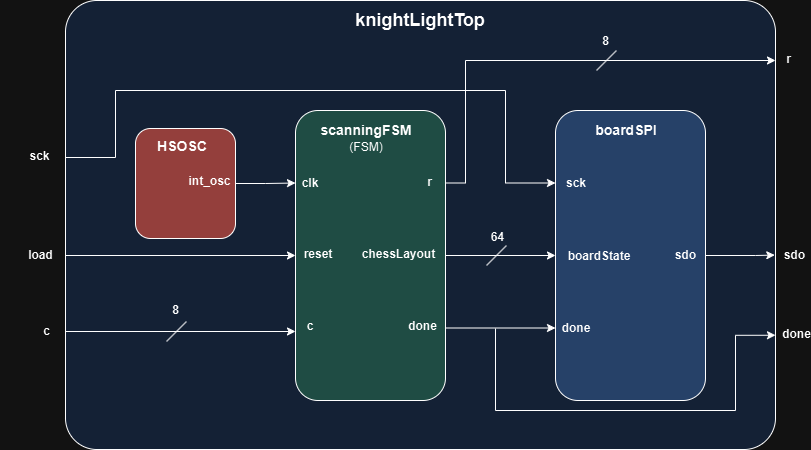 knightLightTop
8
r
sck
HSOSC
int_osc
scanningFSM
(FSM)
clk
r
boardSPI
sck
load
reset
chessLayout
64
boardState
sdo
sdo
c
8
c
done
done
done